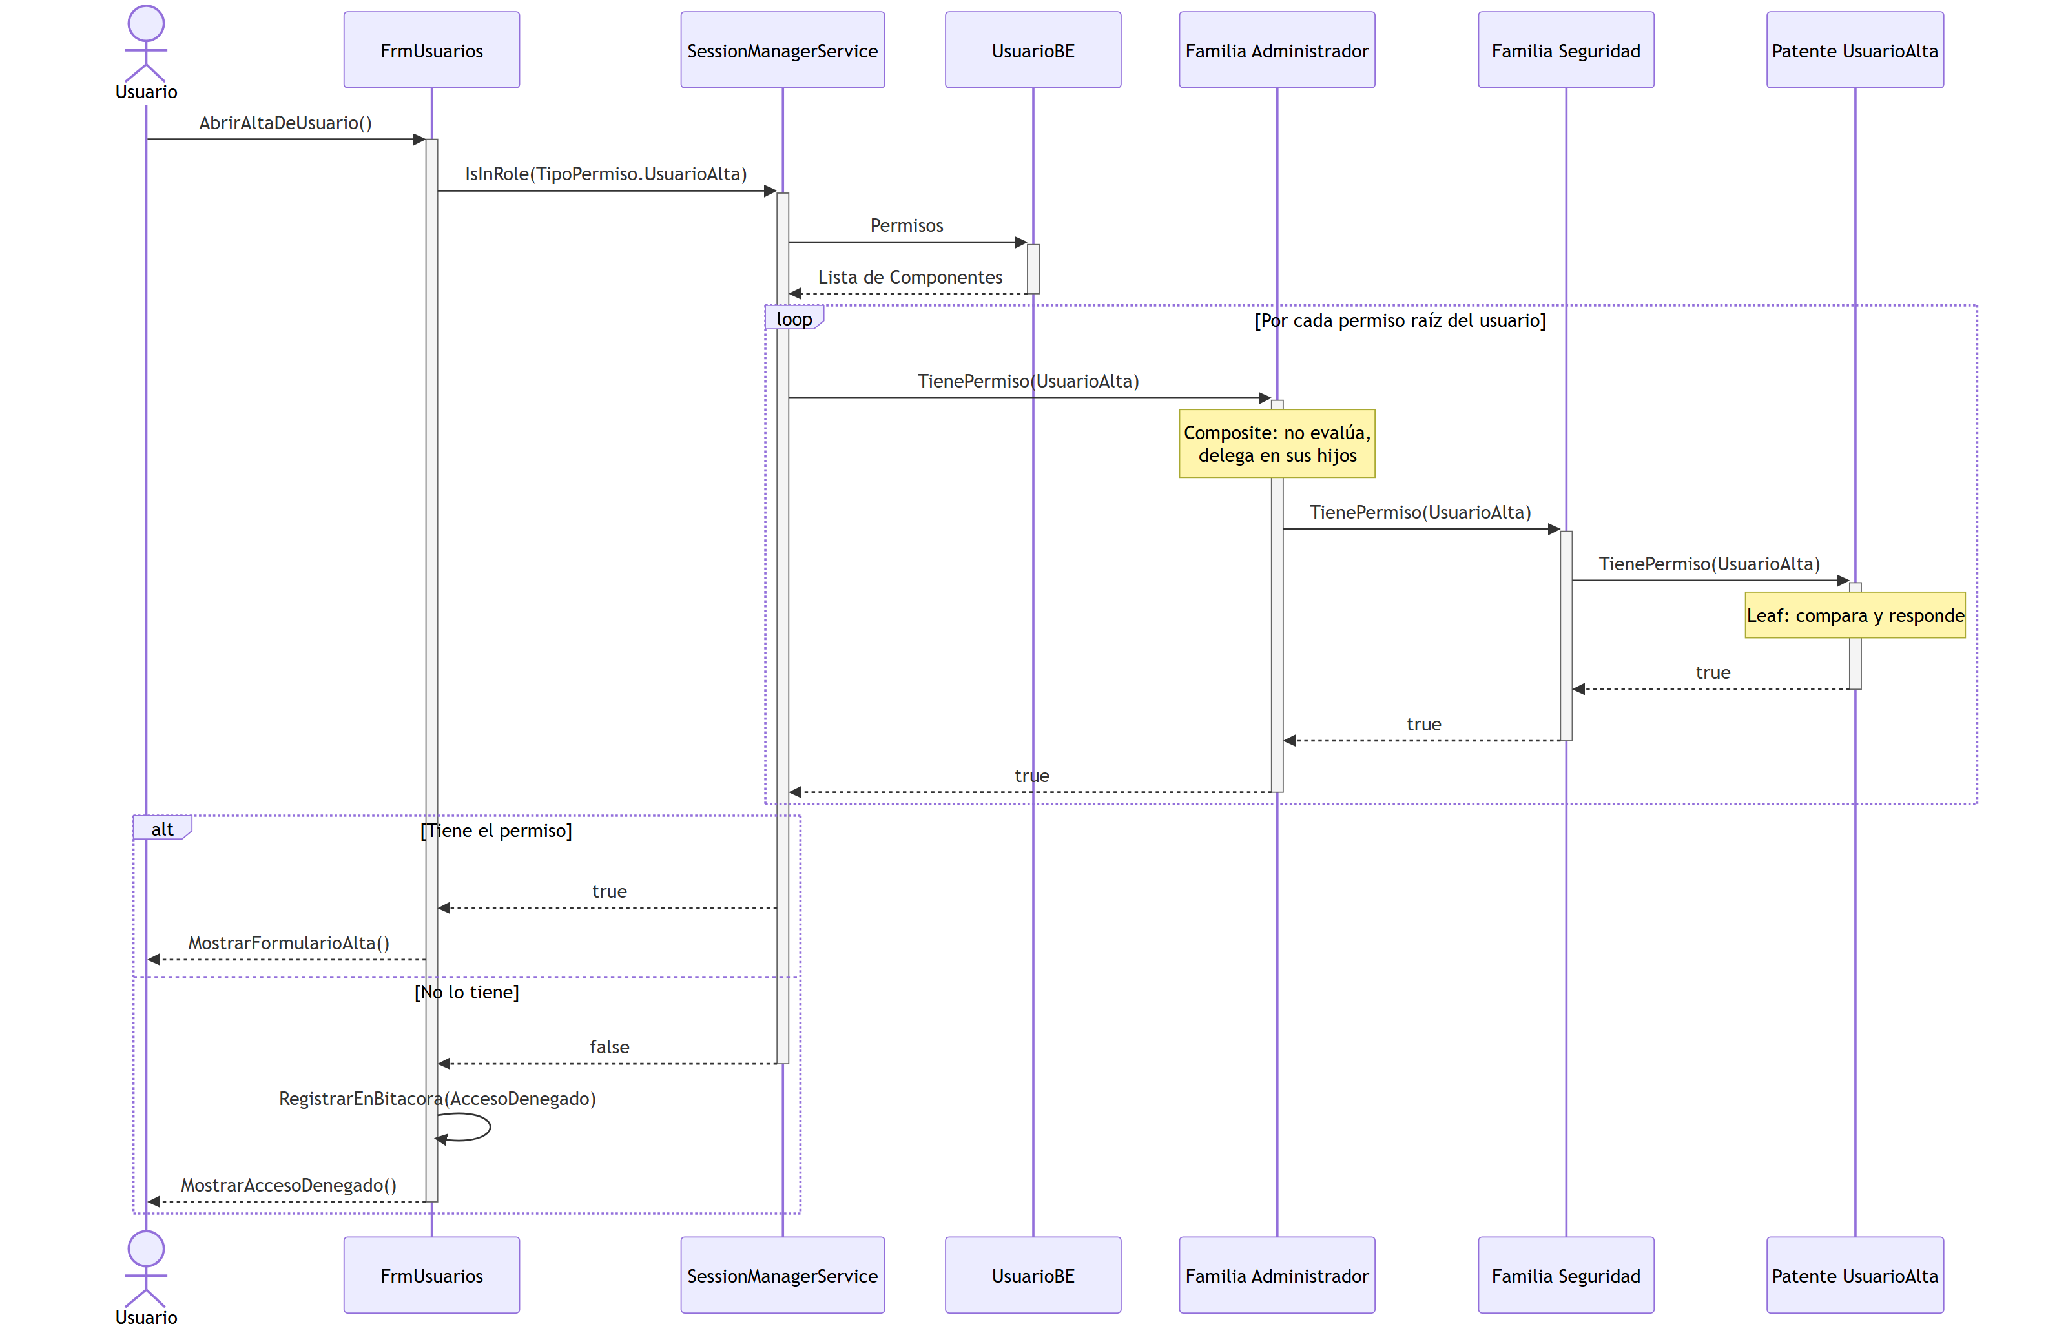 Usuario
FrmUsuarios
SessionManagerService
UsuarioBE
Familia Administrador
Familia Seguridad
Patente UsuarioAlta
AbrirAltaDeUsuario()
IsInRole(TipoPermiso.UsuarioAlta)
Permisos
Lista de Componentes
loop
[Por cada permiso raíz del usuario]
TienePermiso(UsuarioAlta)
Composite: no evalúa,
delega en sus hijos
TienePermiso(UsuarioAlta)
TienePermiso(UsuarioAlta)
Leaf: compara y responde
true
true
true
alt
[Tiene el permiso]
true
MostrarFormularioAlta()
[No lo tiene]
false
RegistrarEnBitacora(AccesoDenegado)
MostrarAccesoDenegado()
Usuario
FrmUsuarios
SessionManagerService
UsuarioBE
Familia Administrador
Familia Seguridad
Patente UsuarioAlta